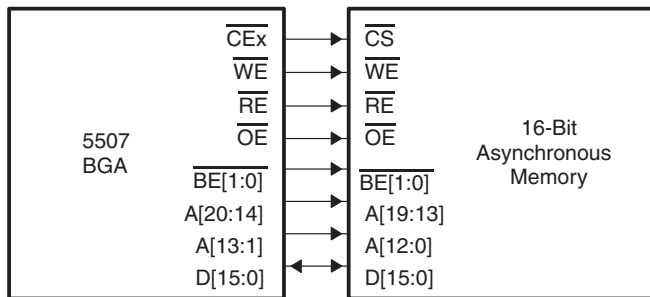 CEx
WE
RE
OE
BE[1:0]
A[20:14]
A[13:1]
D[15:0]
5507
BGA
CS
WE
RE
OE
BE[1:0]
A[19:13]
A[12:0]
D[15:0]
16-Bit
Asynchronous
Memory